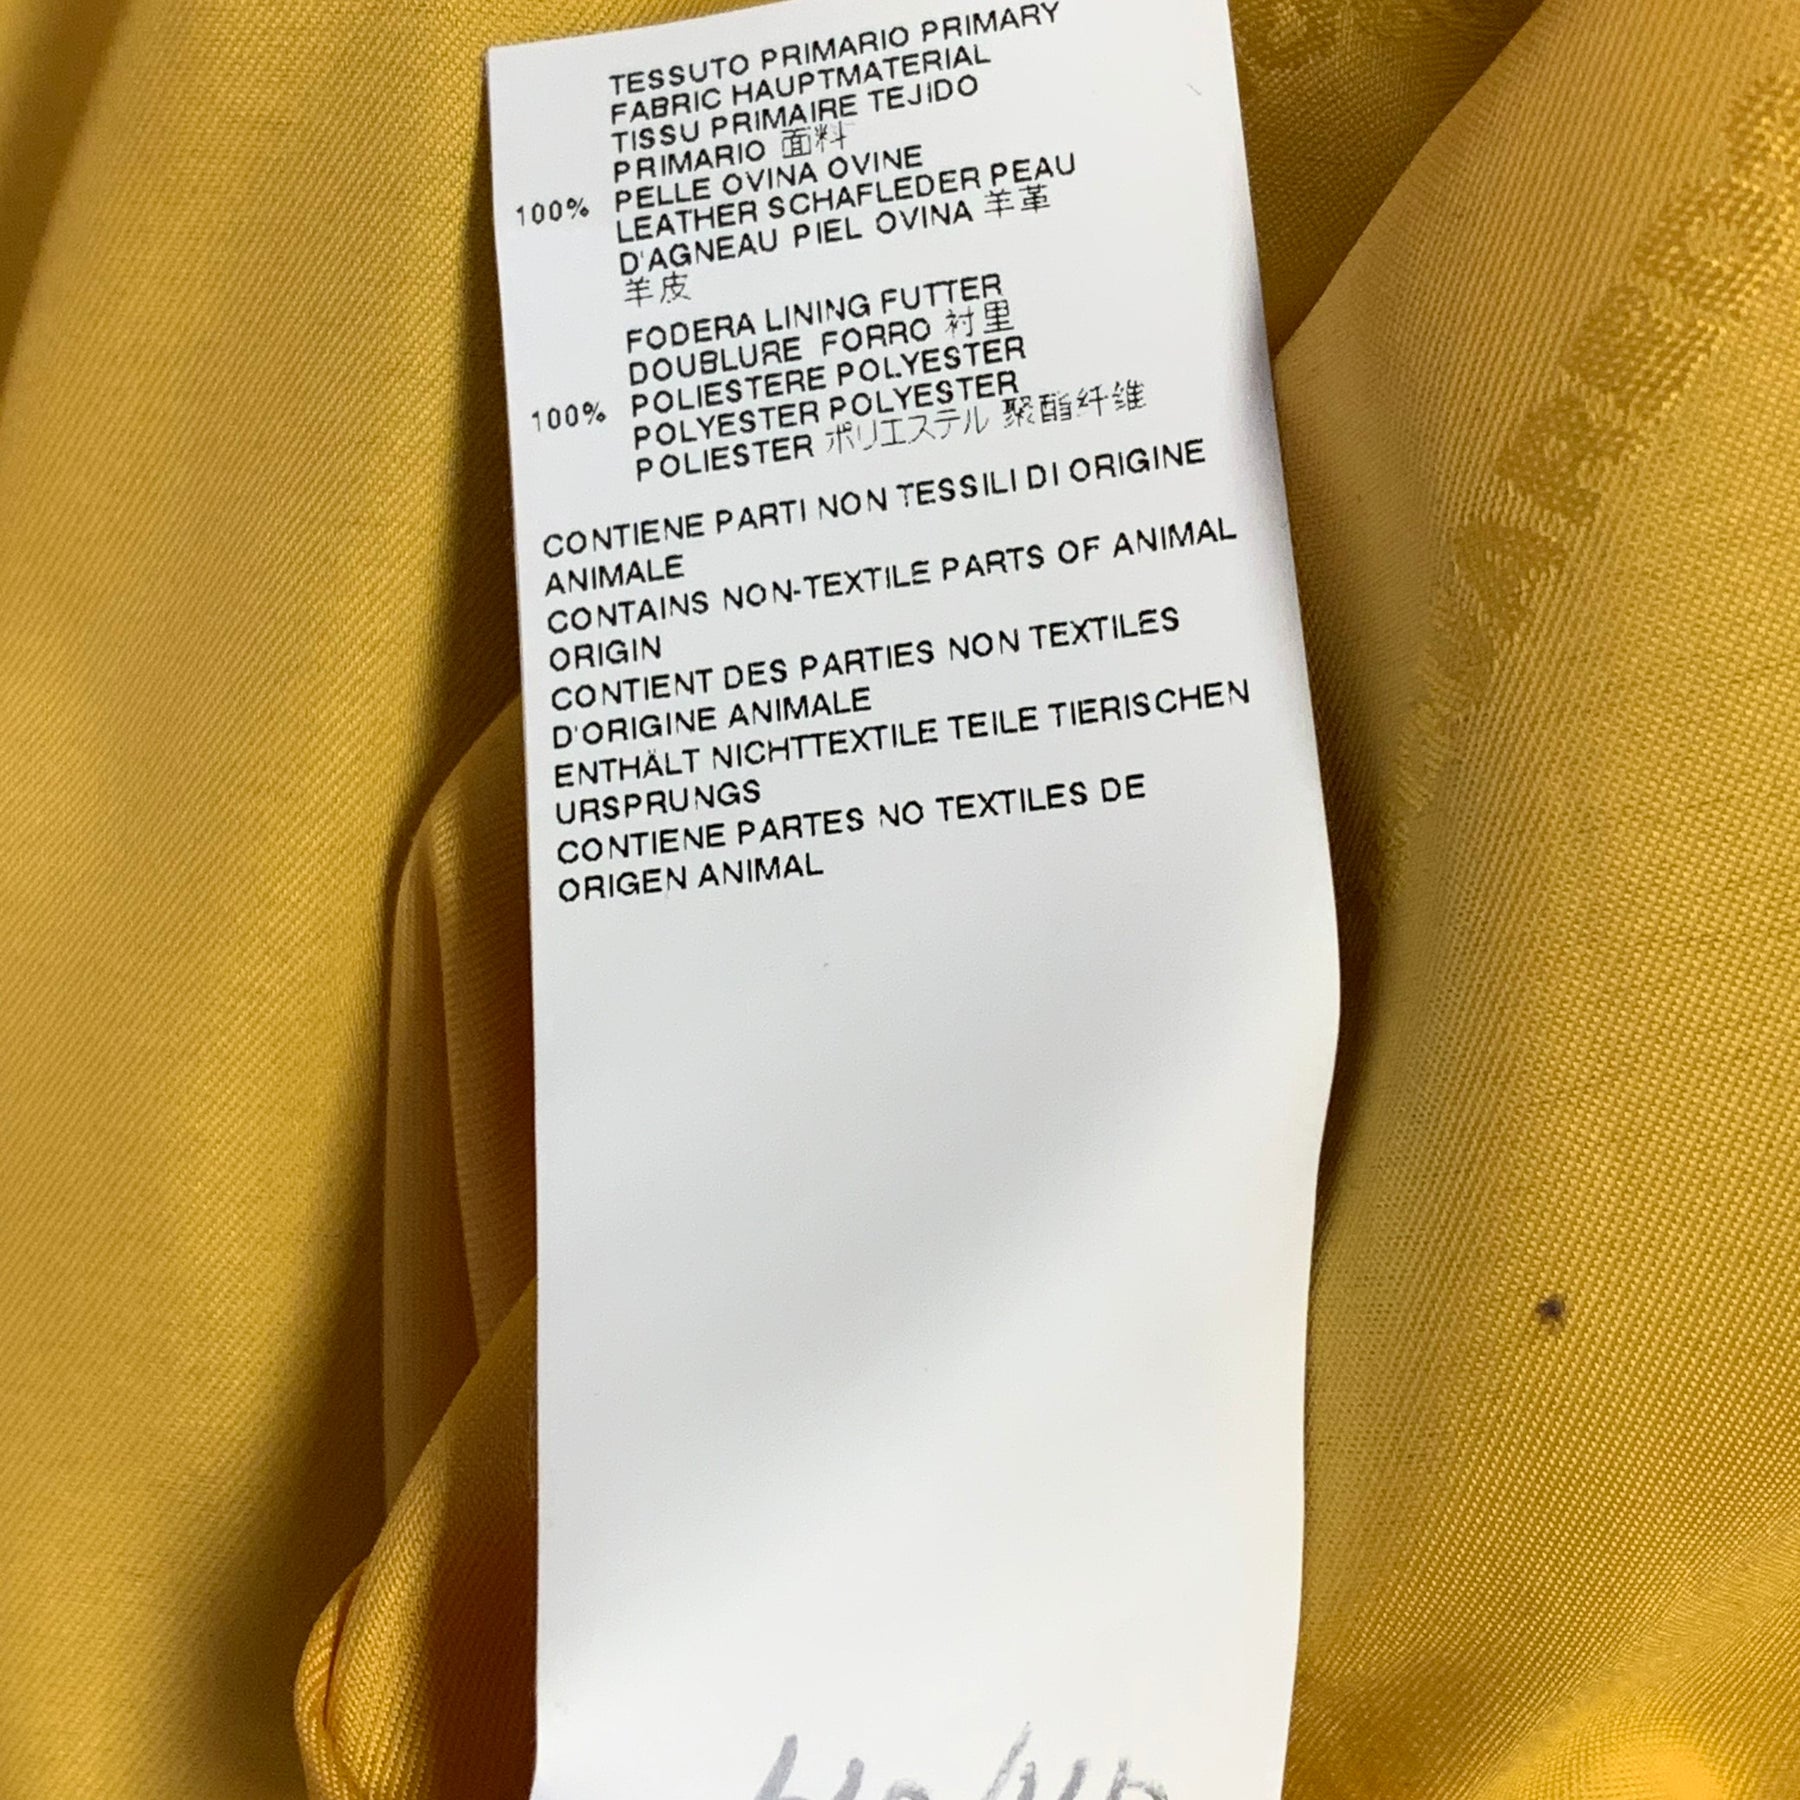 TESSUTO PRIMARIO PRIMARY
FABRIC HAUPTMATERIAL
TISSU PRIMAIRE TEJIDO
PRIMARIO 面料
100% PELLE OVINA OVINE
LEATHER SCHAFLEDER PEAU
D'AGNEAU PIEL OVINA 羊革
羊皮
FODERA LINING FUTTER
DOUBLURE FORRO 衬里
100% POLIESTERE POLYESTER
POLYESTER POLYESTER
POLIESTER ポリエステル 聚酯纤维
CONTIENE PARTI NON TESSILI DI ORIGINE
ANIMALE
CONTAINS NON-TEXTILE PARTS OF ANIMAL
ORIGIN
CONTIENT DES PARTIES NON TEXTILES
D'ORIGINE ANIMALE
ENTHÄLT NICHTTEXTILE TEILE TIERISCHEN
URSPRUNGS
CONTIENE PARTES NO TEXTILES DE
ORIGEN ANIMAL